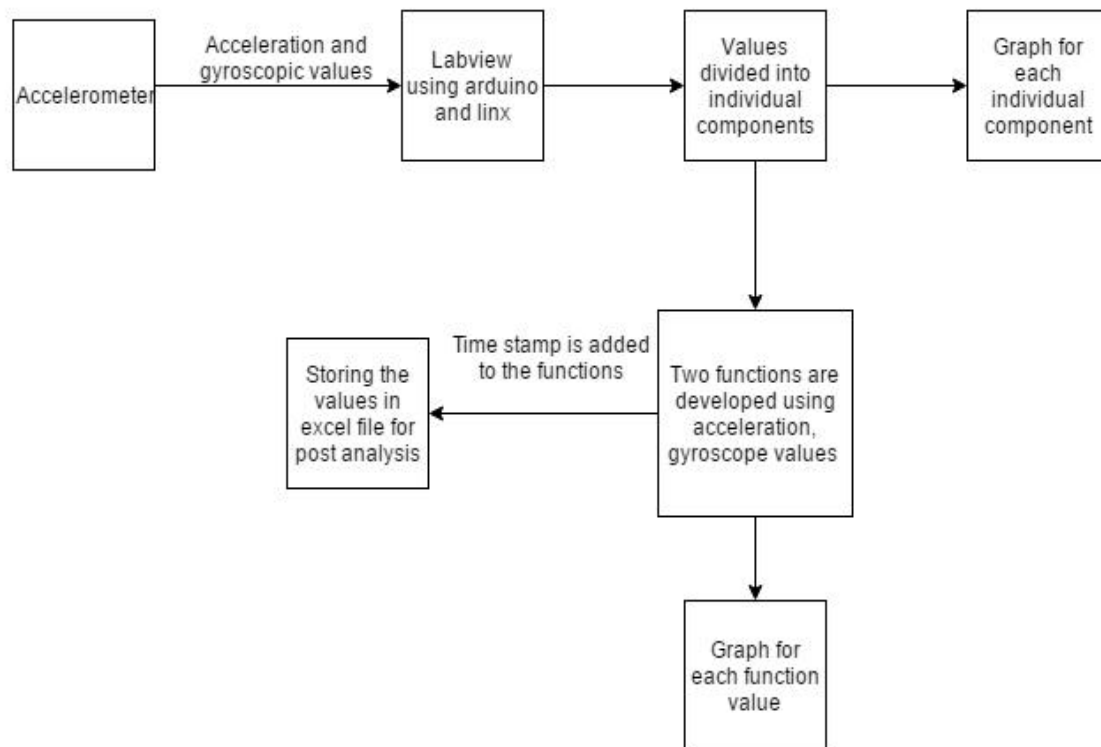 Accelerometer
Acceleration and
gyroscopic values
Labview
using arduino
and linx
Values
divided into
individual
components
Graph for
each
individual
component
Time stamp is added
to the functions
Storing the
values in
excel file for
post analysis
Two functions are
developed using
acceleration,
gyroscope values
Graph for
each function
value